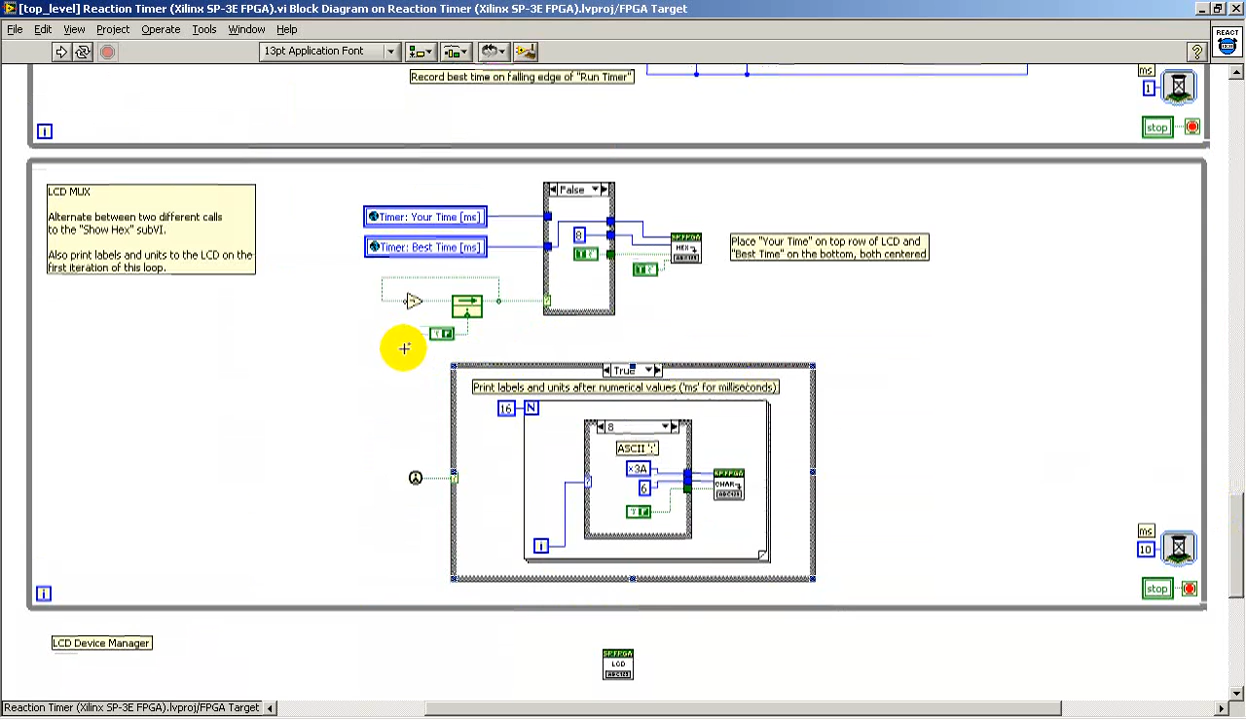 [top_level] Reaction Timer (Xilinx SP-3E FPGA).vi Block Diagram on Reaction Timer (Xilinx SP-3E FPGA).lvproj/FPGA Target
File Edit View Project Operate Tools Window Help
13pt Application Font
REACT
Record best time on falling edge of "Run Timer"
ms
1
i
stop
LCD MUX
Alternate between two different calls
to the "Show Hex" subVI.
Also print labels and units to the LCD on the
first iteration of this loop.
False
Timer: Your Time [ms]
Timer: Best Time [ms]
8
HEX
Place "Your Time" on top row of LCD and
"Best Time" on the bottom, both centered
True
Print labels and units after numerical values ('ms' for milliseconds)
16
N
8
ASCII ':'
x3A
6
CHAR
i
ms
10
i
stop
LCD Device Manager
LCD
Reaction Timer (Xilinx SP-3E FPGA).lvproj/FPGA Target